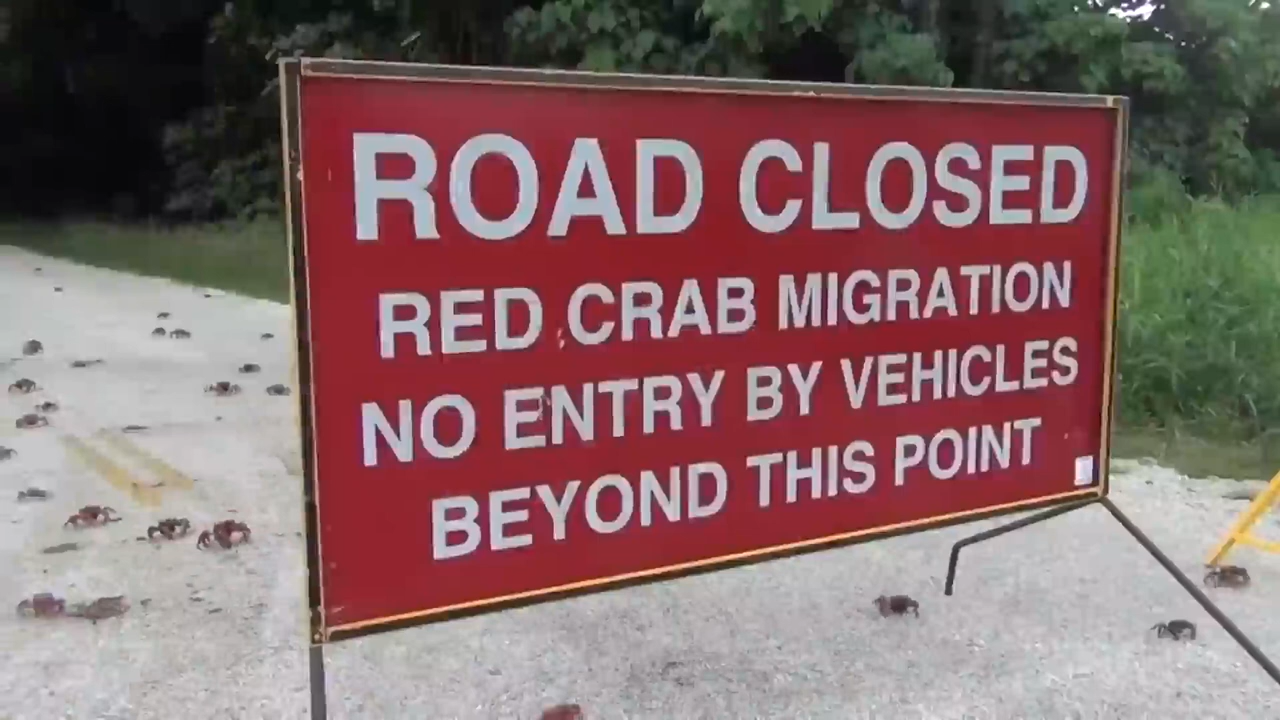 ROAD CLOSED
RED CRAB MIGRATION
NO ENTRY BY VEHICLES
BEYOND THIS POINT